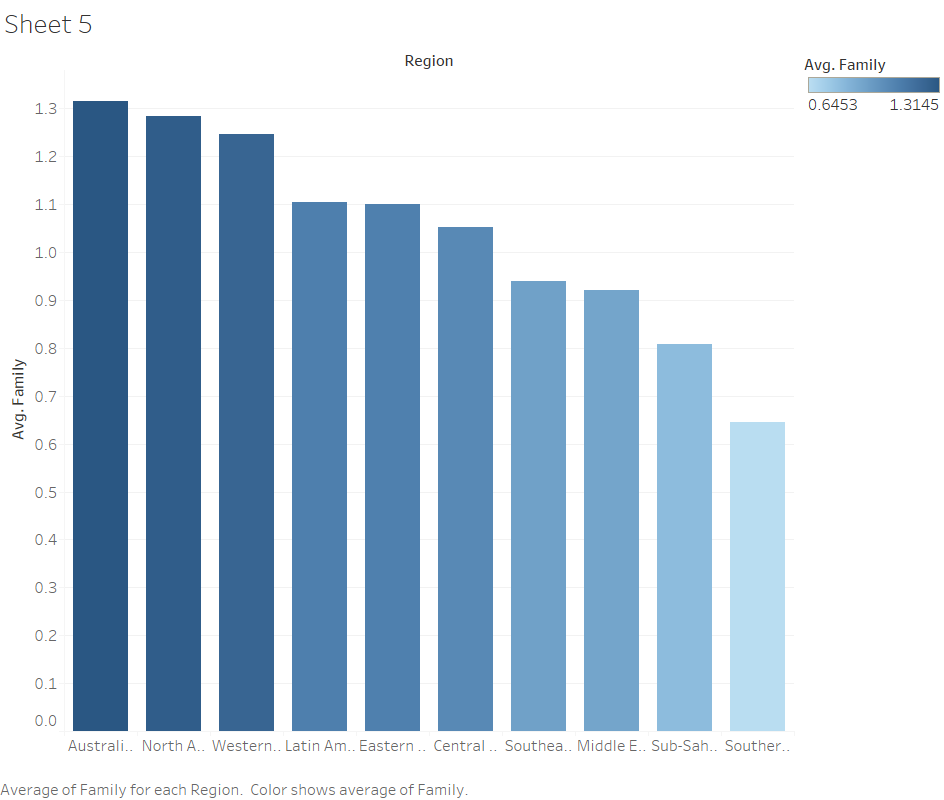 Sheet 5
Region
Avg. Family
0.6453 1.3145
Avg. Family
1.3
1.2
1.1
1.0
0.9
0.8
0.7
0.6
0.5
0.4
0.3
0.2
0.1
0.0
Australi.. North A.. Western.. Latin Am.. Eastern .. Central .. Southea.. Middle E.. Sub-Sah.. Souther..
Average of Family for each Region. Color shows average of Family.